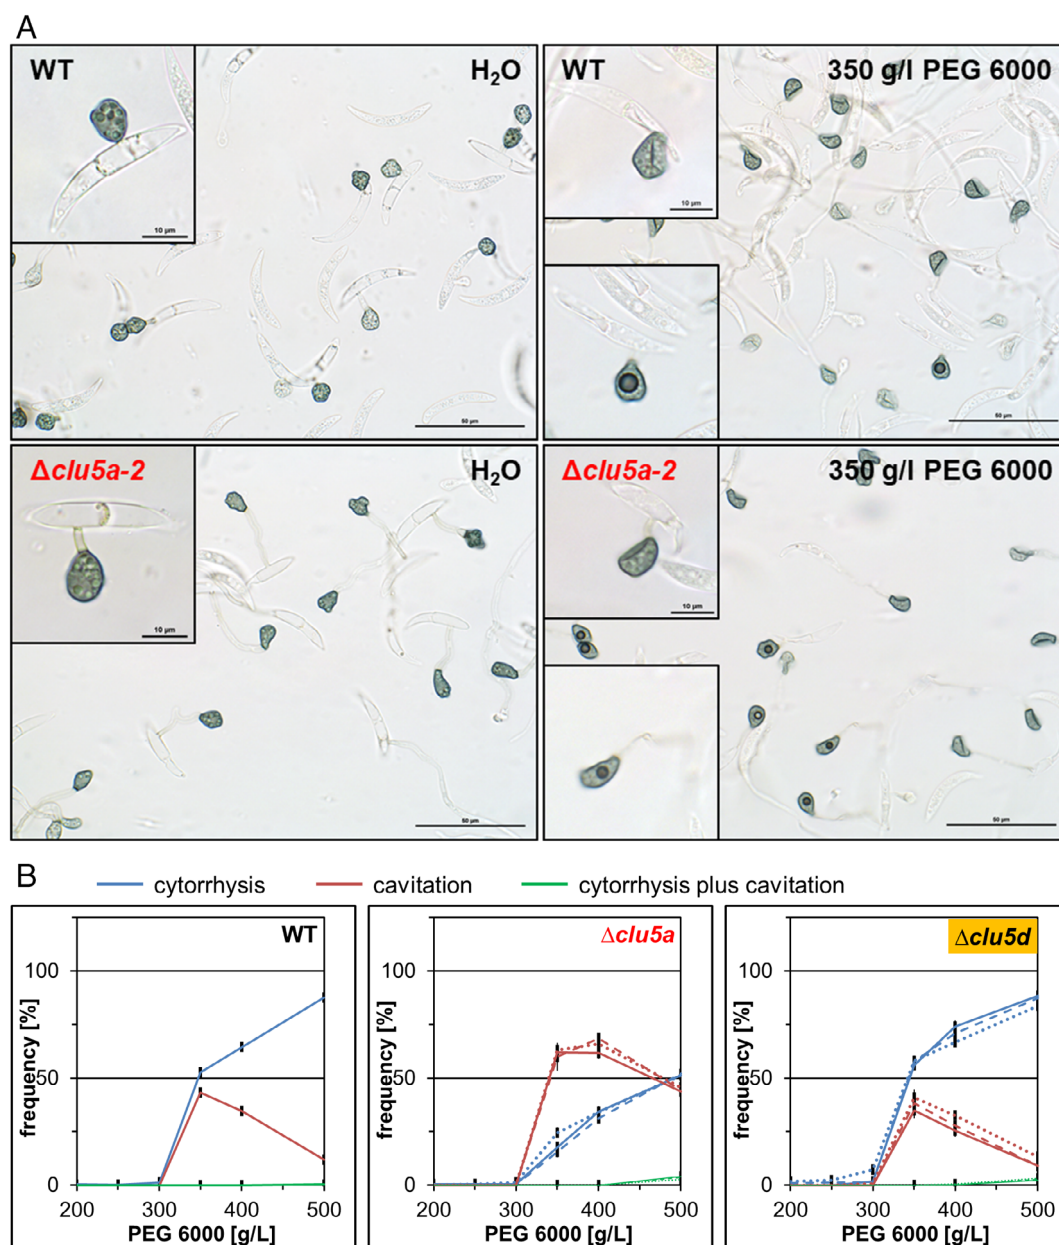 A
WT H₂O
10 µm
50 µm
WT 350 g/l PEG 6000
10 µm
50 µm
Δclu5a-2 H₂O
10 µm
50 µm
Δclu5a-2 350 g/l PEG 6000
10 µm
50 µm
B
cytorrhysis cavitation cytorrhysis plus cavitation
WT
100
50
0
frequency [%]
200 300 400 500
PEG 6000 [g/L]
Δclu5a
100
50
0
frequency [%]
200 300 400 500
PEG 6000 [g/L]
Δclu5d
100
50
0
frequency [%]
200 300 400 500
PEG 6000 [g/L]